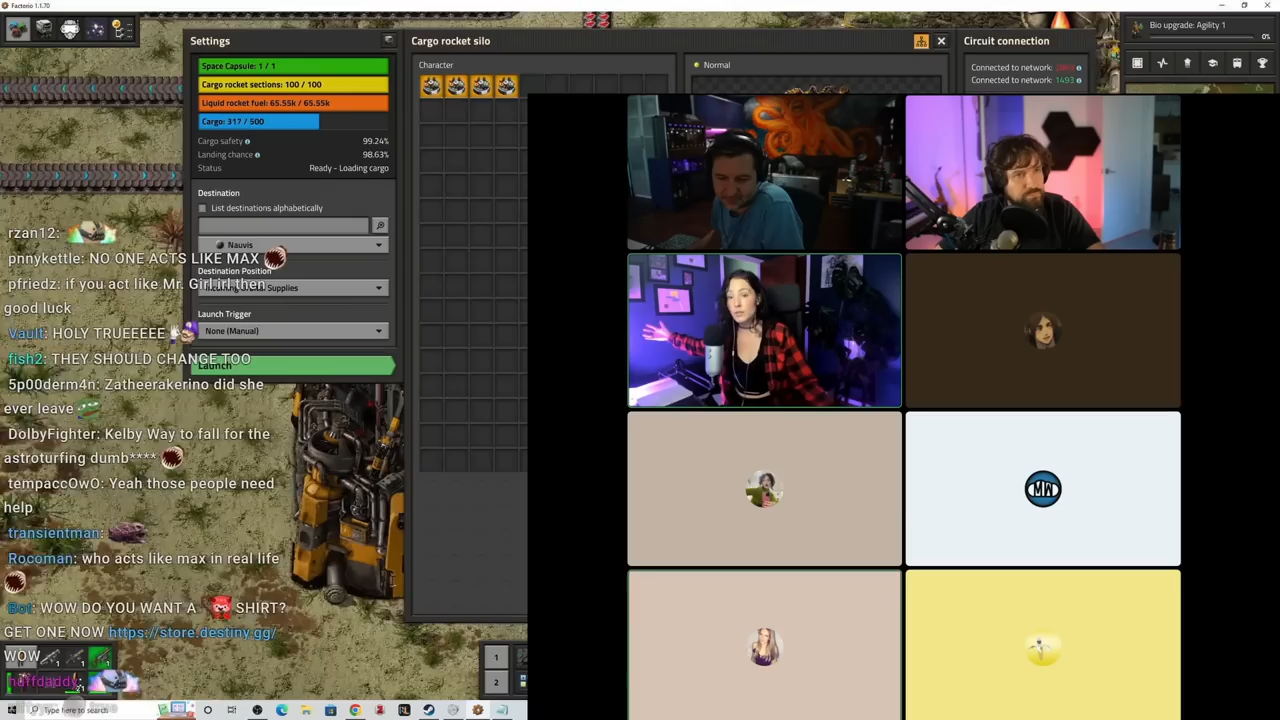 Factorio 1.1.70
Settings
Space Capsule: 1 / 1
Cargo rocket sections: 100 / 100
Liquid rocket fuel: 65.55k / 65.55k
Cargo: 317 / 500
Cargo safety 99.24%
Landing chance 98.63%
Status Ready - Loading cargo
Destination
List destinations alphabetically
Nauvis
Destination Position
Supplies
Launch Trigger
None (Manual)
Launch
Cargo rocket silo
Character
Normal
Circuit connection
Connected to network:
Connected to network: 1493
Bio upgrade: Agility 1
0%
rzan12:
pnnykettle: NO ONE ACTS LIKE MAX
pfriedz: if you act like Mr. Girl irl then
good luck
Vault: HOLY TRUEEEEE
fish2: THEY SHOULD CHANGE TOO
5p00derm4n: Zatheerakerino did she
ever leave
DolbyFighter: Kelby Way to fall for the
astroturfing dumb****
tempaccOwO: Yeah those people need
help
transientman:
Rocoman: who acts like max in real life
Bot: WOW DO YOU WANT A SHIRT?
GET ONE NOW https://store.destiny.gg/
WOW
nuffdaddy:
1
2
MW
Type here to search